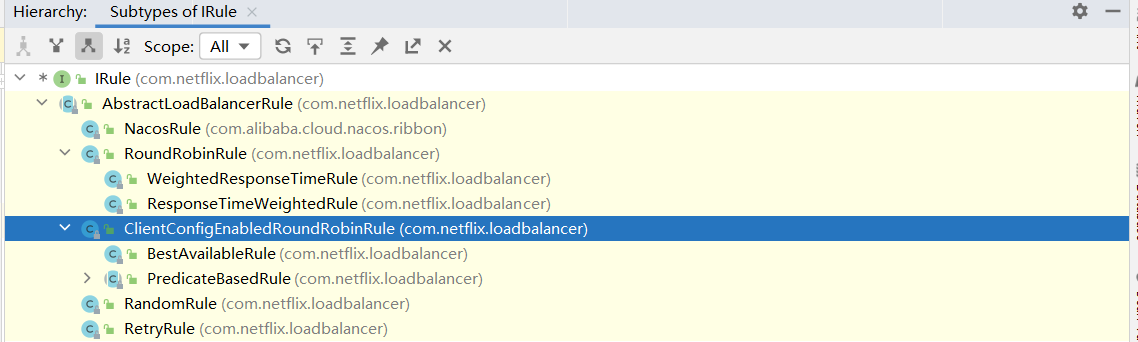 Hierarchy: Subtypes of IRule
Scope: All
* I IRule (com.netflix.loadbalancer)
C AbstractLoadBalancerRule (com.netflix.loadbalancer)
C NacosRule (com.alibaba.cloud.nacos.ribbon)
C RoundRobinRule (com.netflix.loadbalancer)
C WeightedResponseTimeRule (com.netflix.loadbalancer)
C ResponseTimeWeightedRule (com.netflix.loadbalancer)
C ClientConfigEnabledRoundRobinRule (com.netflix.loadbalancer)
C BestAvailableRule (com.netflix.loadbalancer)
C PredicateBasedRule (com.netflix.loadbalancer)
C RandomRule (com.netflix.loadbalancer)
C RetryRule (com.netflix.loadbalancer)